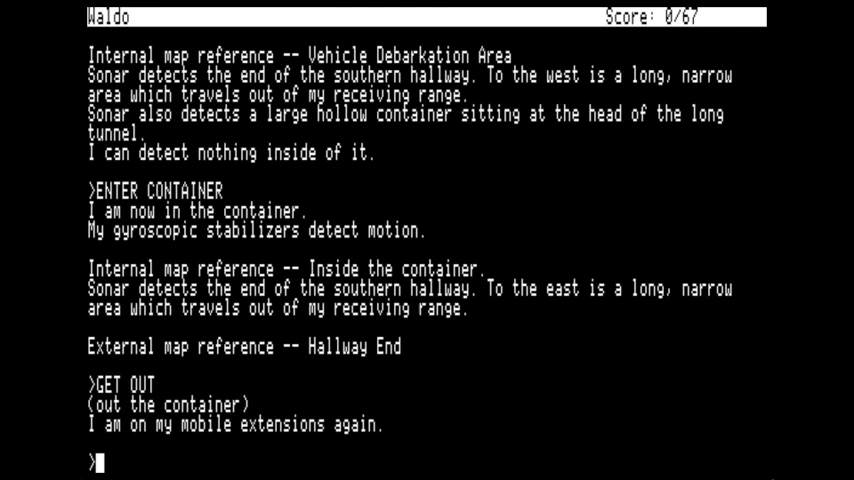 Waldo Score: 0/67
Internal map reference -- Vehicle Debarkation Area
Sonar detects the end of the southern hallway. To the west is a long, narrow
area which travels out of my receiving range.
Sonar also detects a large hollow container sitting at the head of the long
tunnel.
I can detect nothing inside of it.
>ENTER CONTAINER
I am now in the container.
My gyroscopic stabilizers detect motion.
Internal map reference -- Inside the container.
Sonar detects the end of the southern hallway. To the east is a long, narrow
area which travels out of my receiving range.
External map reference -- Hallway End
>GET OUT
(out the container)
I am on my mobile extensions again.
>